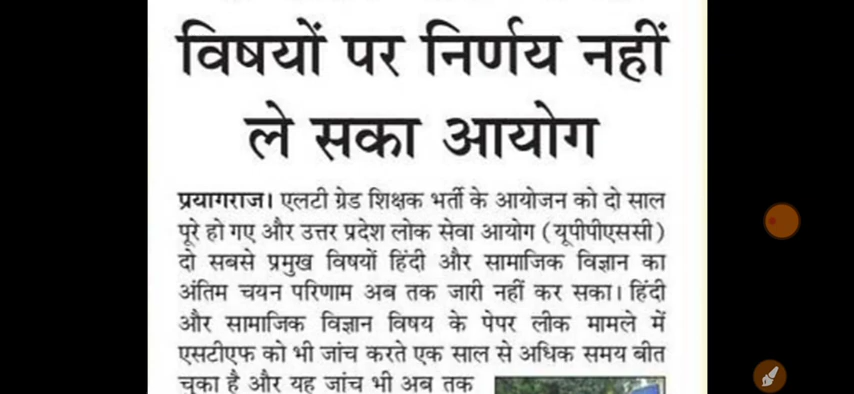 विषयों पर निर्णय नहीं
ले सका आयोग
प्रयागराज। एलटी ग्रेड शिक्षक भर्ती के आयोजन को दो साल
पूरे हो गए और उत्तर प्रदेश लोक सेवा आयोग (यूपीपीएससी)
दो सबसे प्रमुख विषयों हिंदी और सामाजिक विज्ञान का
अंतिम चयन परिणाम अब तक जारी नहीं कर सका। हिंदी
और सामाजिक विज्ञान विषय के पेपर लीक मामले में
एसटीएफ को भी जांच करते एक साल से अधिक समय बीत
चुका है और यह जांच भी अब तक